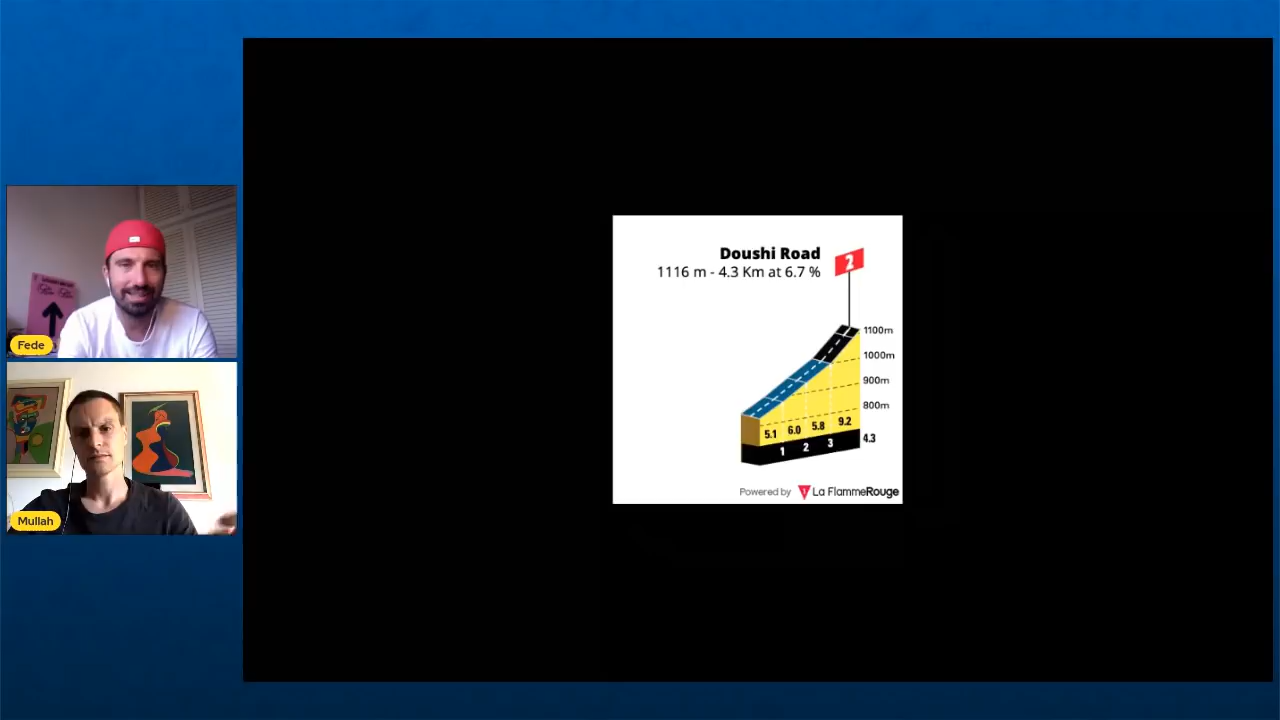 Fede
Mullah
Doushi Road
1116 m - 4.3 Km at 6.7 %
2
1100m
1000m
900m
800m
5.1 6.0 5.8 9.2
1 2 3
4.3
Powered by La FlammeRouge